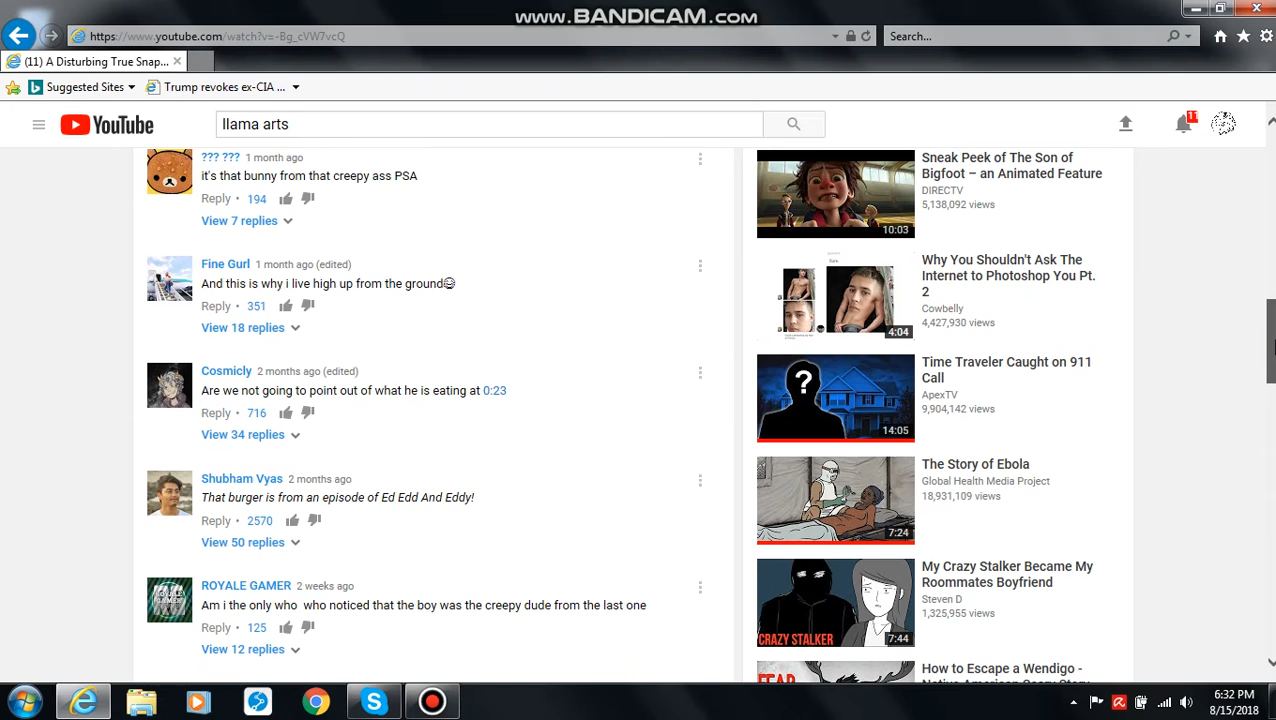 www.BANDICAM.com
https://www.youtube.com/watch?v=-Bg_cVW7vcQ
Search...
(11) A Disturbing True Snap...
Suggested Sites
Trump revokes ex-CIA ...
YouTube
llama arts
11
??? ??? 1 month ago
it's that bunny from that creepy ass PSA
Reply • 194
View 7 replies
Fine Gurl 1 month ago (edited)
And this is why i live high up from the ground😂
Reply • 351
View 18 replies
Cosmicly 2 months ago (edited)
Are we not going to point out of what he is eating at 0:23
Reply • 716
View 34 replies
Shubham Vyas 2 months ago
That burger is from an episode of Ed Edd And Eddy!
Reply • 2570
View 50 replies
ROYALE GAMER 2 weeks ago
Am i the only who who noticed that the boy was the creepy dude from the last one
Reply • 125
View 12 replies
Sneak Peek of The Son of
Bigfoot – an Animated Feature
DIRECTV
5,138,092 views
10:03
Why You Shouldn't Ask The
Internet to Photoshop You Pt.
2
Cowbelly
4,427,930 views
4:04
Time Traveler Caught on 911
Call
ApexTV
9,904,142 views
?
14:05
The Story of Ebola
Global Health Media Project
18,931,109 views
7:24
My Crazy Stalker Became My
Roommates Boyfriend
Steven D
1,325,955 views
CRAZY STALKER
7:44
How to Escape a Wendigo -
Native American Scary Story
FEAR
6:32 PM
8/15/2018